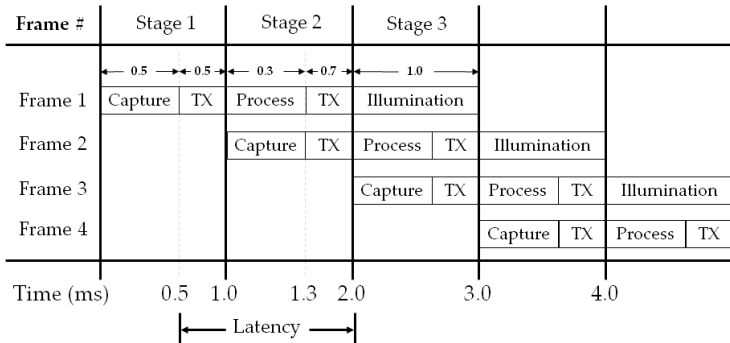 Frame # Stage 1 Stage 2 Stage 3
0.5 0.5 0.3 0.7 1.0
Frame 1 Capture TX Process TX Illumination
Frame 2 Capture TX Process TX Illumination
Frame 3 Capture TX Process TX Illumination
Frame 4 Capture TX Process TX
Time (ms) 0.5 1.0 1.3 2.0 3.0 4.0
Latency